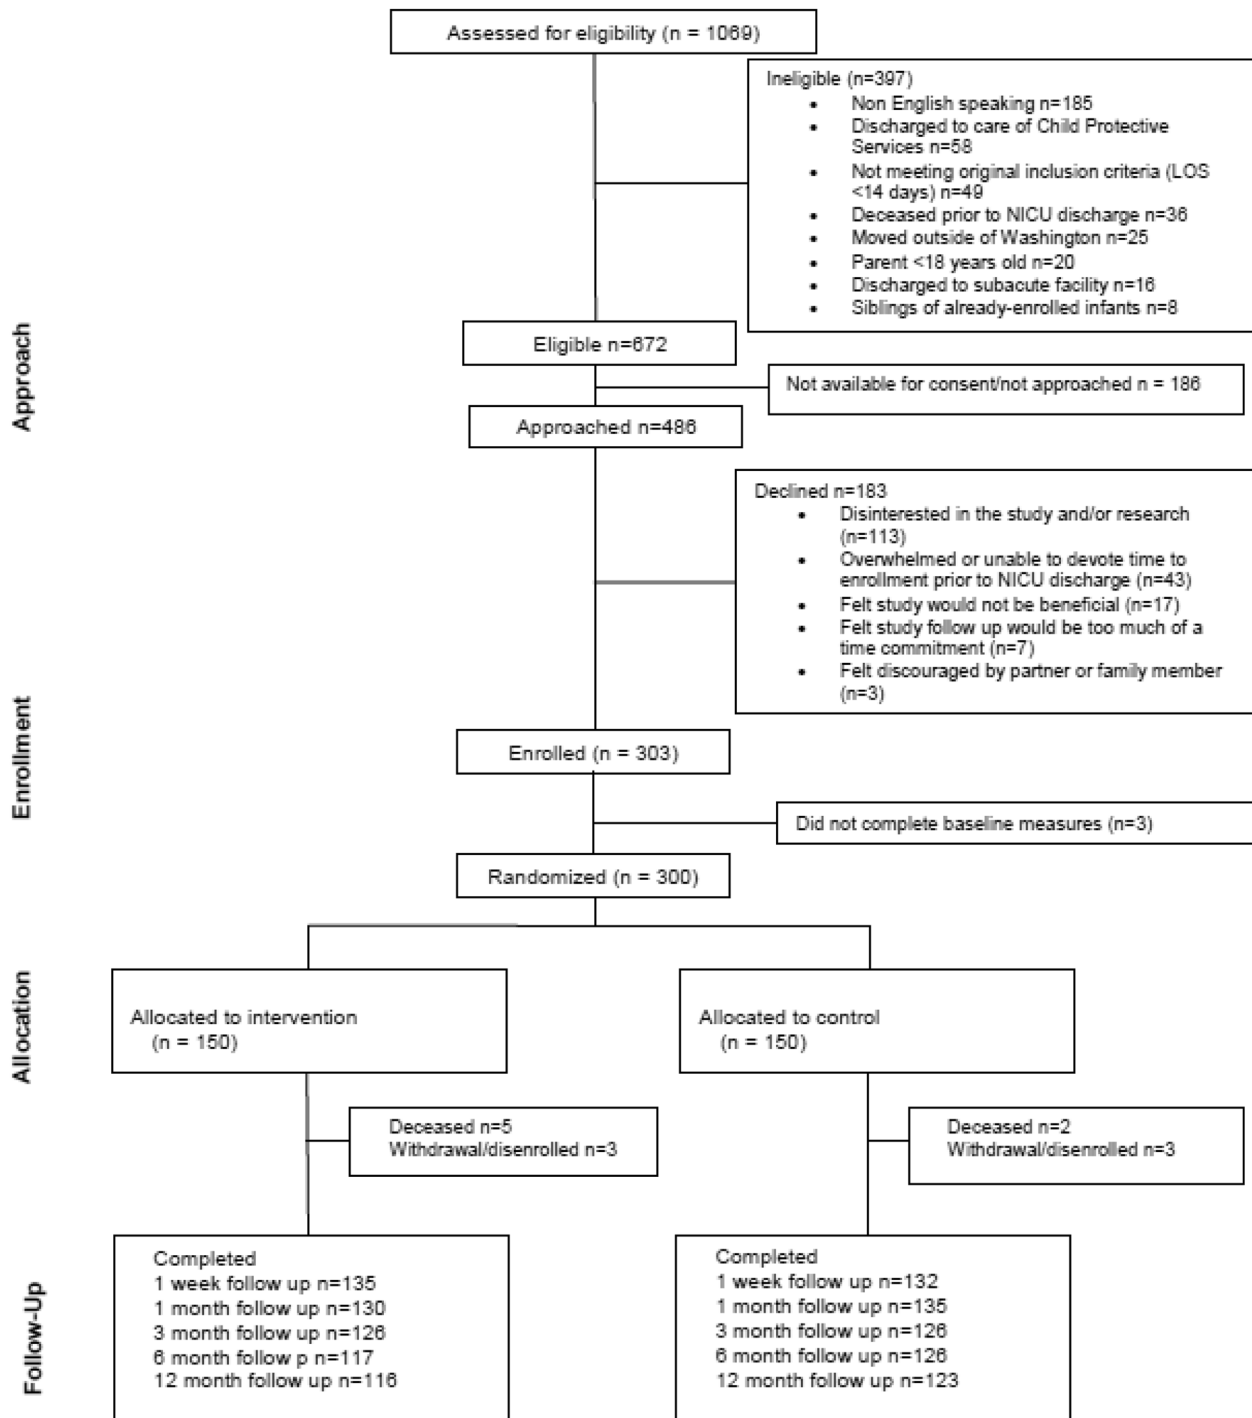 Assessed for eligibility (n = 1069)
Ineligible (n=397)
• Non English speaking n=185
• Discharged to care of Child Protective
Services n=58
• Not meeting original inclusion criteria (LOS
<14 days) n=49
• Deceased prior to NICU discharge n=36
• Moved outside of Washington n=25
• Parent <18 years old n=20
• Discharged to subacute facility n=16
• Siblings of already-enrolled infants n=8
Approach
Eligible n=672
Not available for consent/not approached n = 186
Approached n=486
Declined n=183
• Disinterested in the study and/or research
(n=113)
• Overwhelmed or unable to devote time to
enrollment prior to NICU discharge (n=43)
• Felt study would not be beneficial (n=17)
• Felt study follow up would be too much of a
time commitment (n=7)
• Felt discouraged by partner or family member
(n=3)
Enrollment
Enrolled (n = 303)
Did not complete baseline measures (n=3)
Randomized (n = 300)
Allocation
Allocated to intervention
(n = 150)
Allocated to control
(n = 150)
Deceased n=5
Withdrawal/disenrolled n=3
Deceased n=2
Withdrawal/disenrolled n=3
Follow-Up
Completed
1 week follow up n=135
1 month follow up n=130
3 month follow up n=126
6 month follow p n=117
12 month follow up n=116
Completed
1 week follow up n=132
1 month follow up n=135
3 month follow up n=126
6 month follow up n=126
12 month follow up n=123